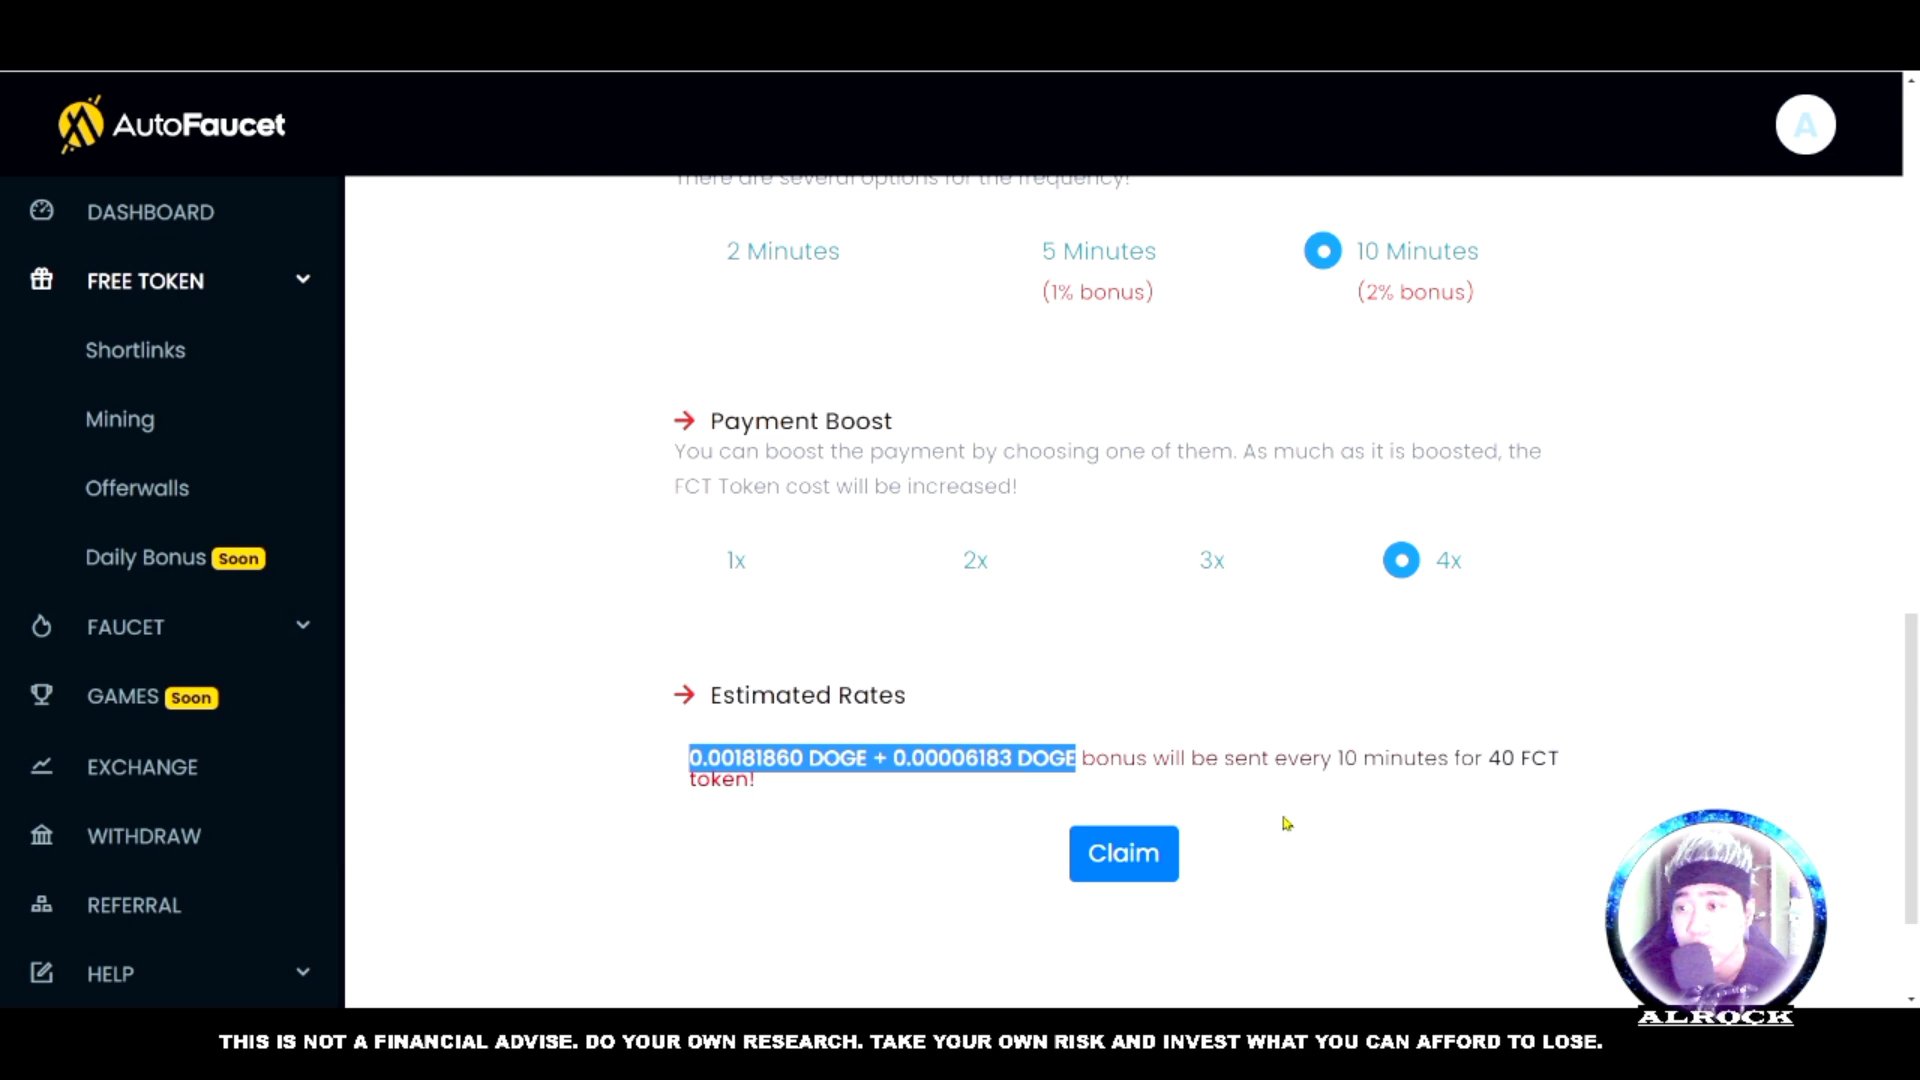 AutoFaucet
A
There are several options for the frequency!
DASHBOARD
FREE TOKEN
Shortlinks
Mining
Offerwalls
Daily Bonus Soon
FAUCET
GAMES Soon
EXCHANGE
WITHDRAW
REFERRAL
HELP
2 Minutes
5 Minutes
10 Minutes
(1% bonus)
(2% bonus)
Payment Boost
You can boost the payment by choosing one of them. As much as it is boosted, the
FCT Token cost will be increased!
1x
2x
3x
4x
Estimated Rates
0.00181860 DOGE + 0.00006183 DOGE bonus will be sent every 10 minutes for 40 FCT
token!
Claim
ALROCK
THIS IS NOT A FINANCIAL ADVISE. DO YOUR OWN RESEARCH. TAKE YOUR OWN RISK AND INVEST WHAT YOU CAN AFFORD TO LOSE.